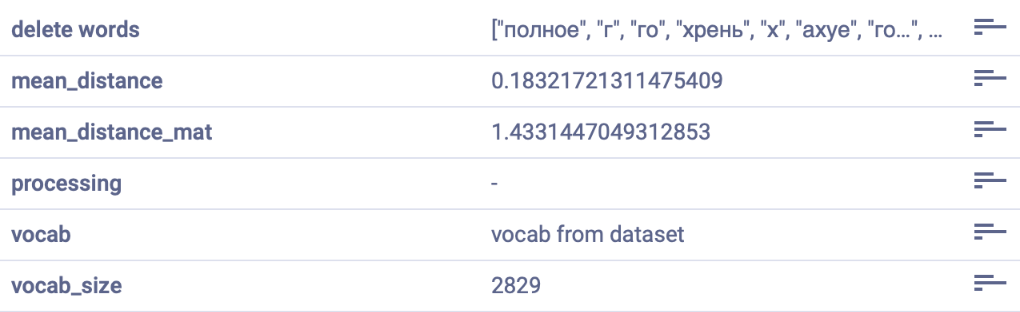 delete words ["полное", "г", "го", "хрень", "х", "ахуе", "го...", ...
mean_distance 0.18321721311475409
mean_distance_mat 1.4331447049312853
processing -
vocab vocab from dataset
vocab_size 2829